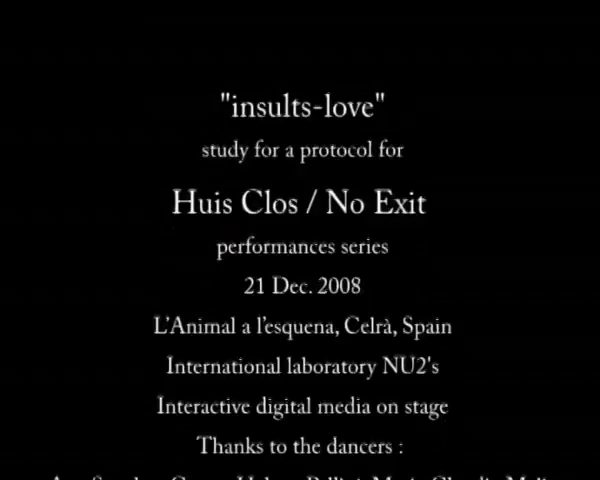 "insults-love"
study for a protocol for
Huis Clos / No Exit
performances series
21 Dec. 2008
L'Animal a l'esquena, Celrà, Spain
International laboratory NU2's
Interactive digital media on stage
Thanks to the dancers :